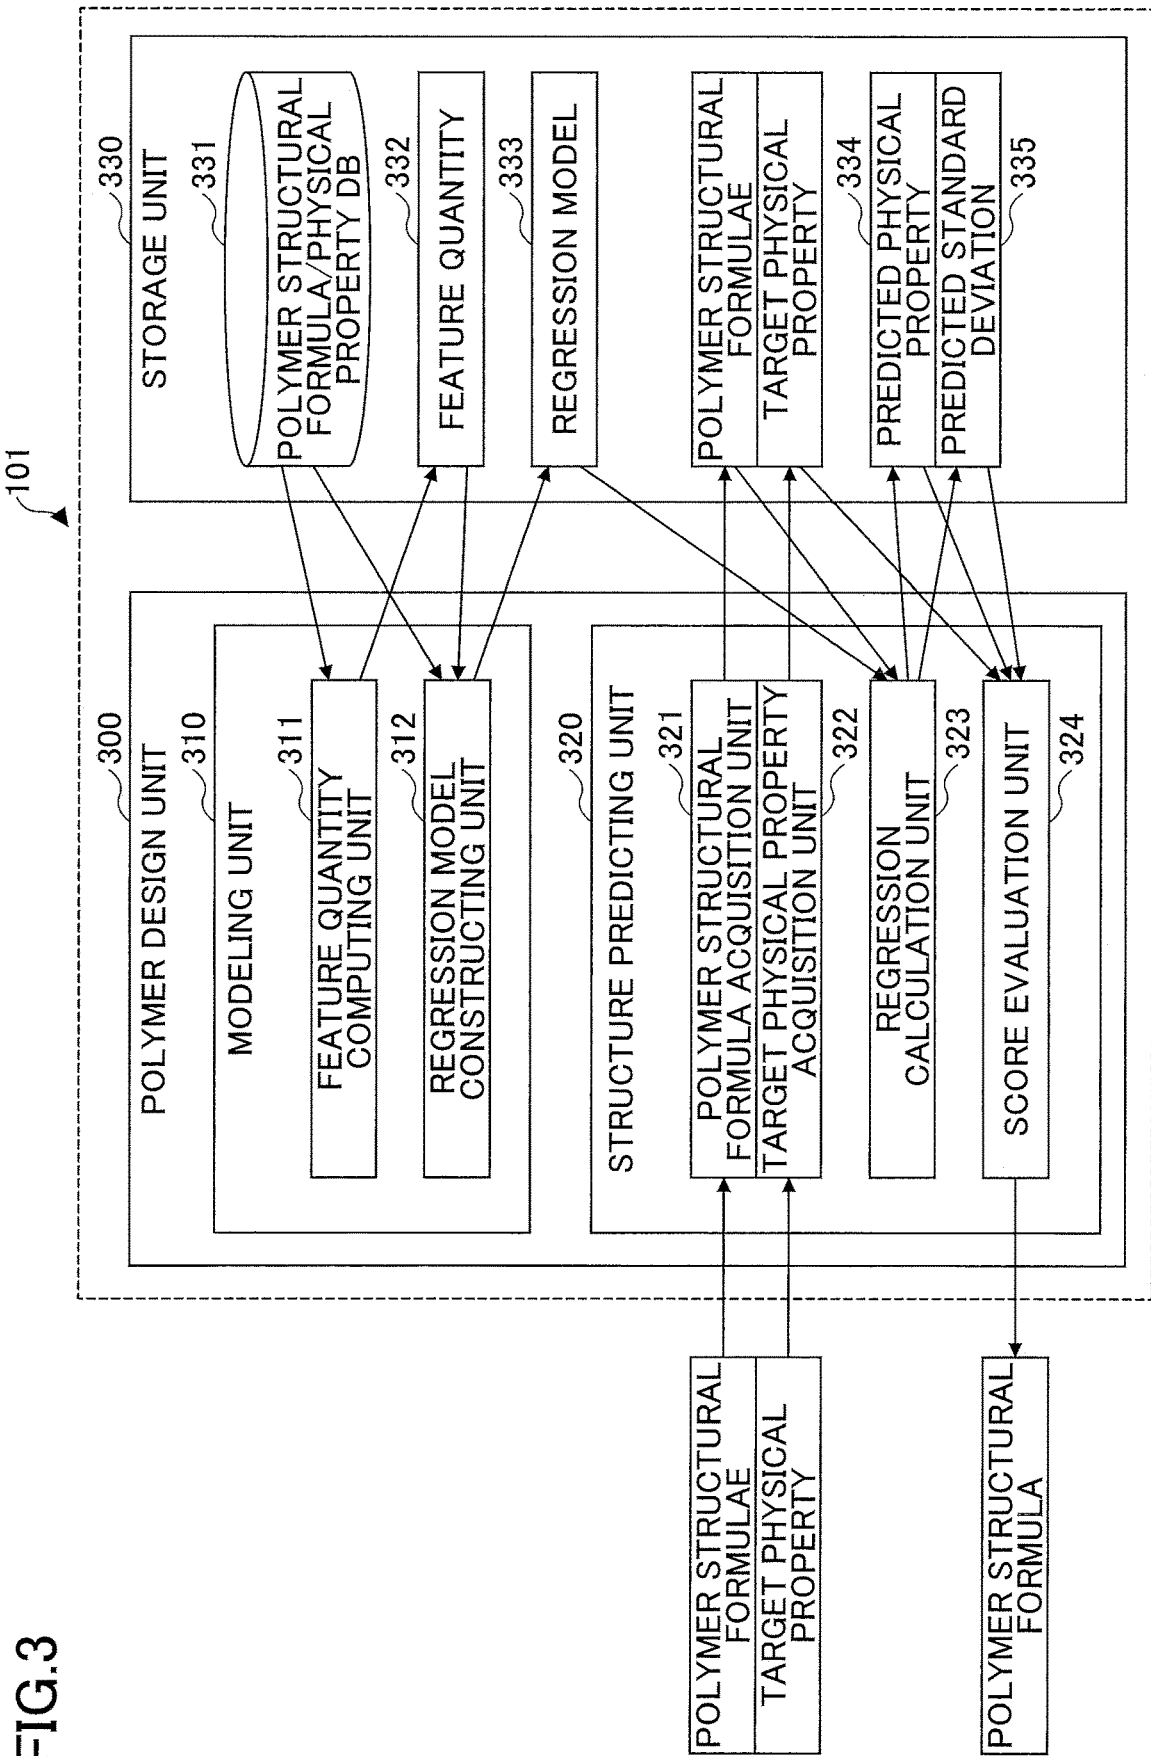 FIG.3
101
300
POLYMER DESIGN UNIT
310
MODELING UNIT
311
FEATURE QUANTITY
COMPUTING UNIT
312
REGRESSION MODEL
CONSTRUCTING UNIT
320
STRUCTURE PREDICTING UNIT
321
POLYMER STRUCTURAL
FORMULA ACQUISITION UNIT
TARGET PHYSICAL PROPERTY
ACQUISITION UNIT
322
REGRESSION
CALCULATION UNIT
323
SCORE EVALUATION UNIT
324
330
STORAGE UNIT
331
POLYMER STRUCTURAL
FORMULA/PHYSICAL
PROPERTY DB
332
FEATURE QUANTITY
333
REGRESSION MODEL
POLYMER STRUCTURAL
FORMULAE
TARGET PHYSICAL
PROPERTY
334
PREDICTED PHYSICAL
PROPERTY
PREDICTED STANDARD
DEVIATION
335
POLYMER STRUCTURAL
FORMULAE
TARGET PHYSICAL
PROPERTY
POLYMER STRUCTURAL
FORMULA